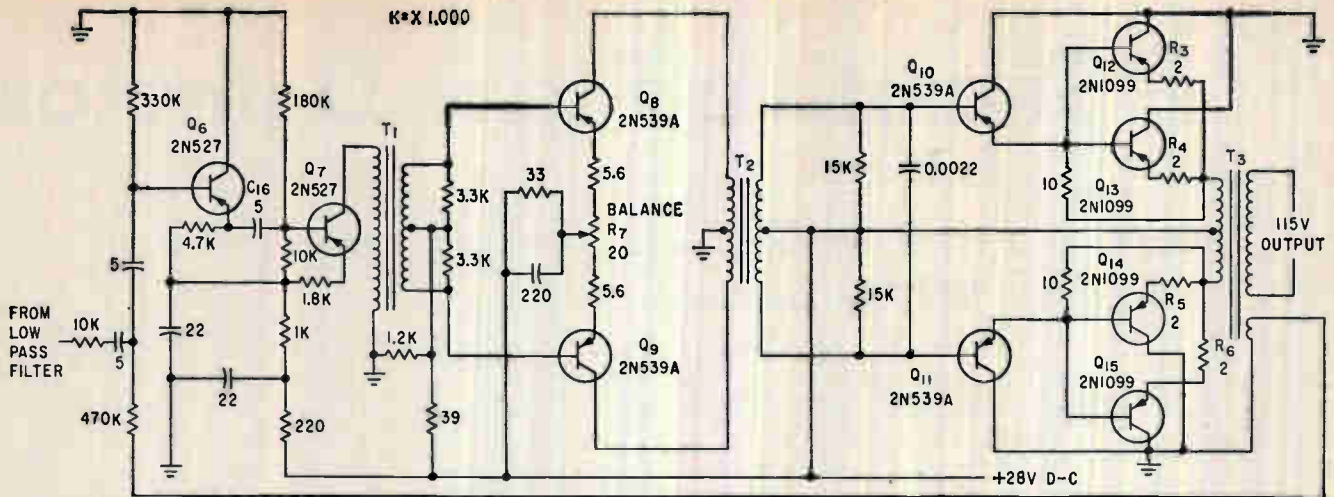 K=X 1,000
330K
Q6
2N527
180K
C16
5
Q7
2N527
T1
4.7K
10K
1.8K
5
FROM
LOW
PASS
FILTER
10K
5
22
22
1K
470K
220
1.2K
39
3.3K
3.3K
Q8
2N539A
33
5.6
BALANCE
R7
20
220
5.6
Q9
2N539A
T2
15K
0.0022
15K
Q10
2N539A
Q12
2N1099
R3
2
R4
2
10
Q13
2N1099
T3
115V
OUTPUT
Q14
2N1099
10
R5
2
R6
2
Q15
2N1099
Q11
2N539A
+28V D-C